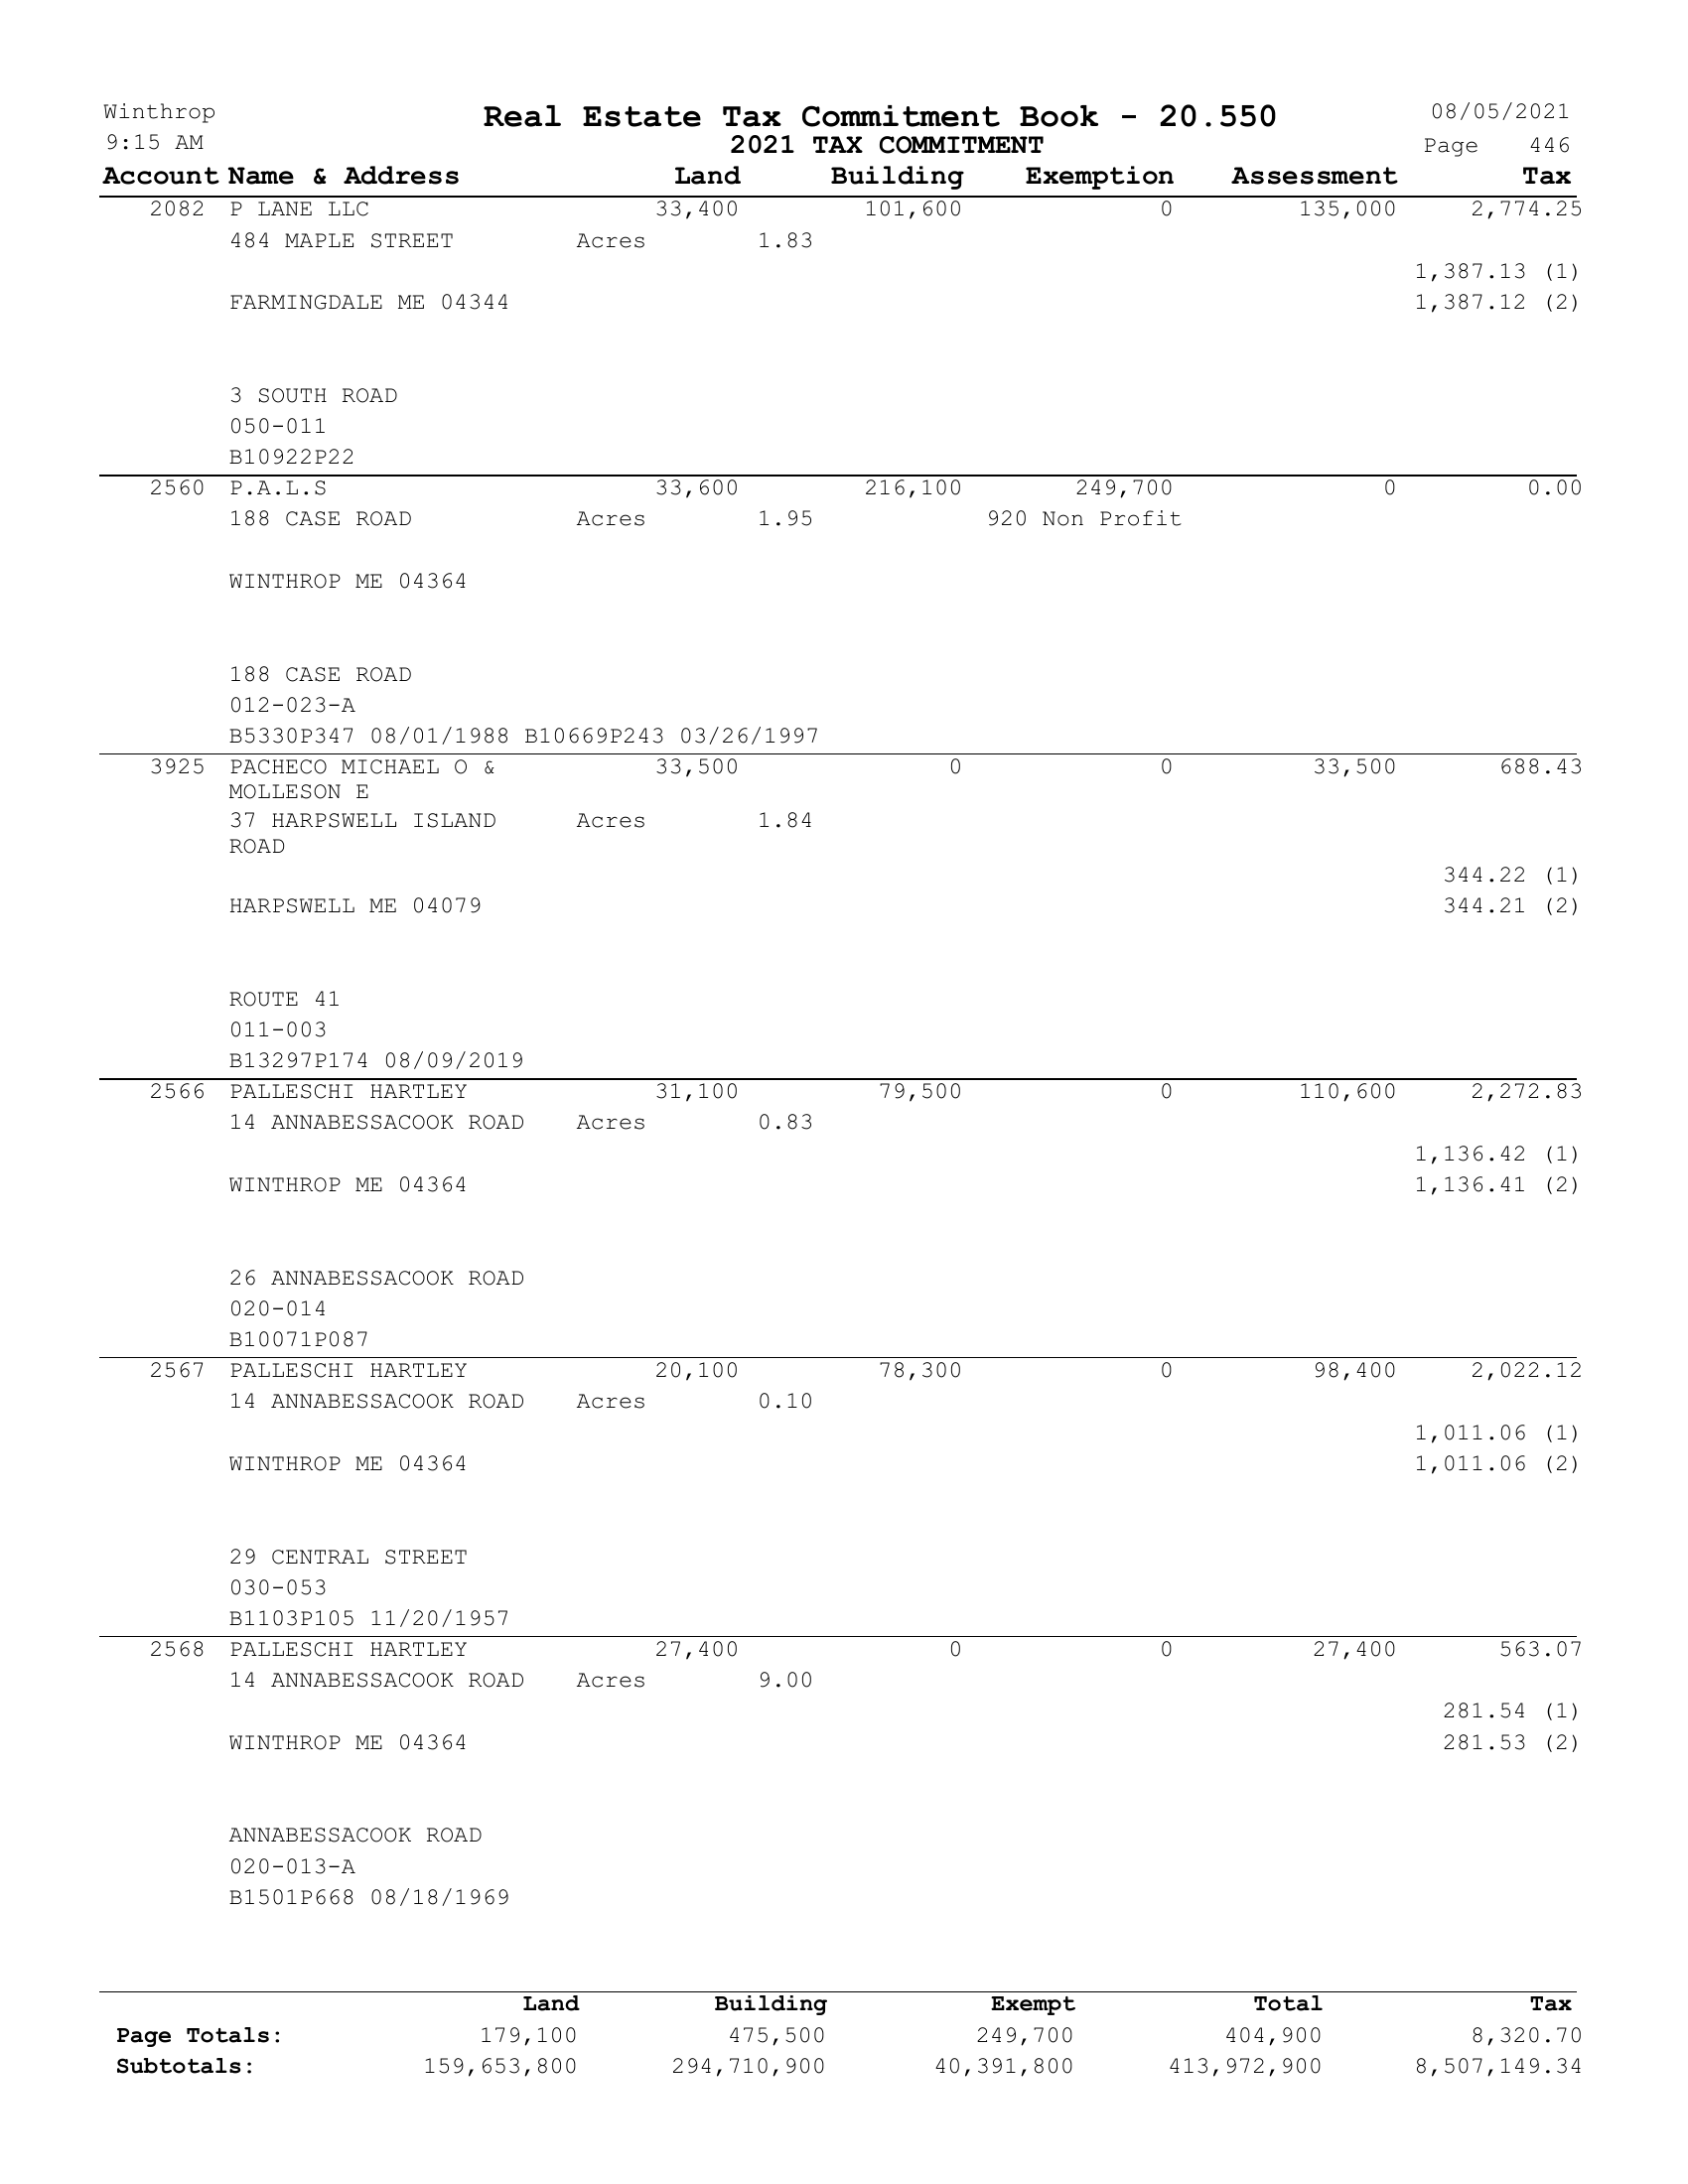 Winthrop Real Estate Tax Commitment Book - 20.550 08/05/2021
9:15 AM 2021 TAX COMMITMENT Page 446
Account Name & Address Land Building Exemption Assessment Tax
2082 P LANE LLC 33,400 101,600 0 135,000 2,774.25
484 MAPLE STREET Acres 1.83
1,387.13 (1)
FARMINGDALE ME 04344 1,387.12 (2)
3 SOUTH ROAD
050-011
B10922P22
2560 P.A.L.S 33,600 216,100 249,700 0 0.00
188 CASE ROAD Acres 1.95 920 Non Profit
WINTHROP ME 04364
188 CASE ROAD
012-023-A
B5330P347 08/01/1988 B10669P243 03/26/1997
3925 PACHECO MICHAEL O & 33,500 0 0 33,500 688.43
MOLLESON E
37 HARPSWELL ISLAND Acres 1.84
ROAD
344.22 (1)
HARPSWELL ME 04079 344.21 (2)
ROUTE 41
011-003
B13297P174 08/09/2019
2566 PALLESCHI HARTLEY 31,100 79,500 0 110,600 2,272.83
14 ANNABESSACOOK ROAD Acres 0.83
1,136.42 (1)
WINTHROP ME 04364 1,136.41 (2)
26 ANNABESSACOOK ROAD
020-014
B10071P087
2567 PALLESCHI HARTLEY 20,100 78,300 0 98,400 2,022.12
14 ANNABESSACOOK ROAD Acres 0.10
1,011.06 (1)
WINTHROP ME 04364 1,011.06 (2)
29 CENTRAL STREET
030-053
B1103P105 11/20/1957
2568 PALLESCHI HARTLEY 27,400 0 0 27,400 563.07
14 ANNABESSACOOK ROAD Acres 9.00
281.54 (1)
WINTHROP ME 04364 281.53 (2)
ANNABESSACOOK ROAD
020-013-A
B1501P668 08/18/1969
Land Building Exempt Total Tax
Page Totals: 179,100 475,500 249,700 404,900 8,320.70
Subtotals: 159,653,800 294,710,900 40,391,800 413,972,900 8,507,149.34